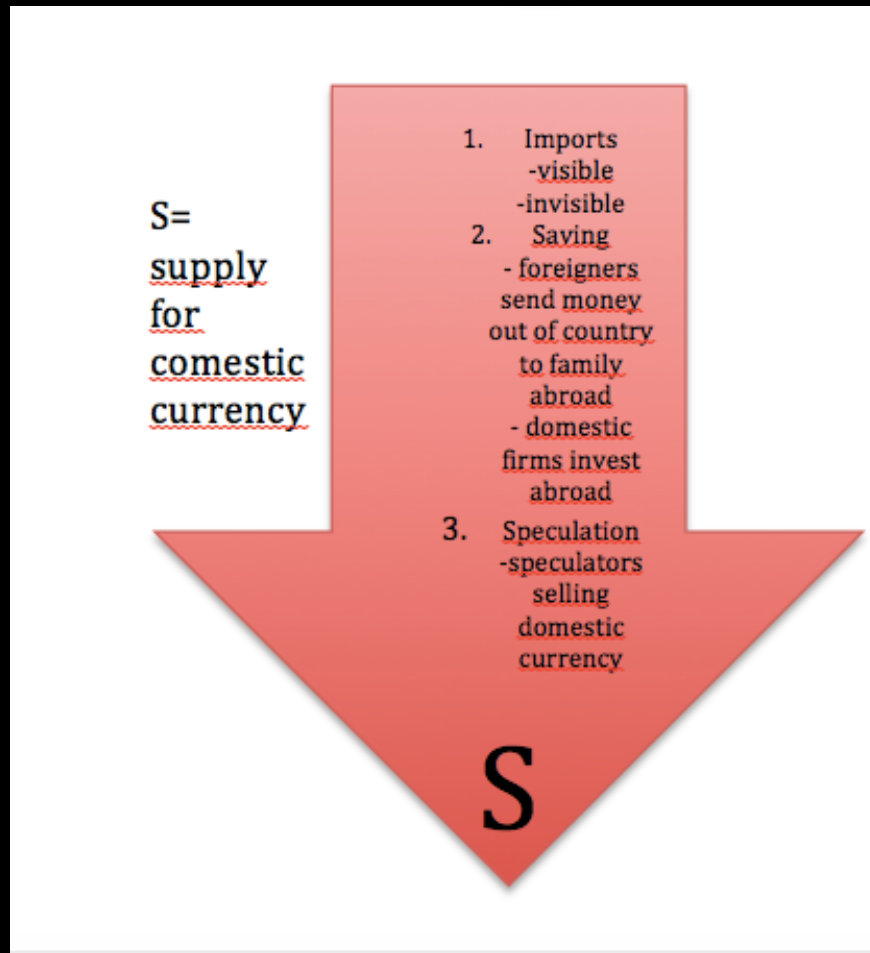 S=
supply
for
comestic
currency
1. Imports
-visible
-invisible
2. Saving
- foreigners
send money
out of country
to family
abroad
- domestic
firms invest
abroad
3. Speculation
-speculators
selling
domestic
currency
S